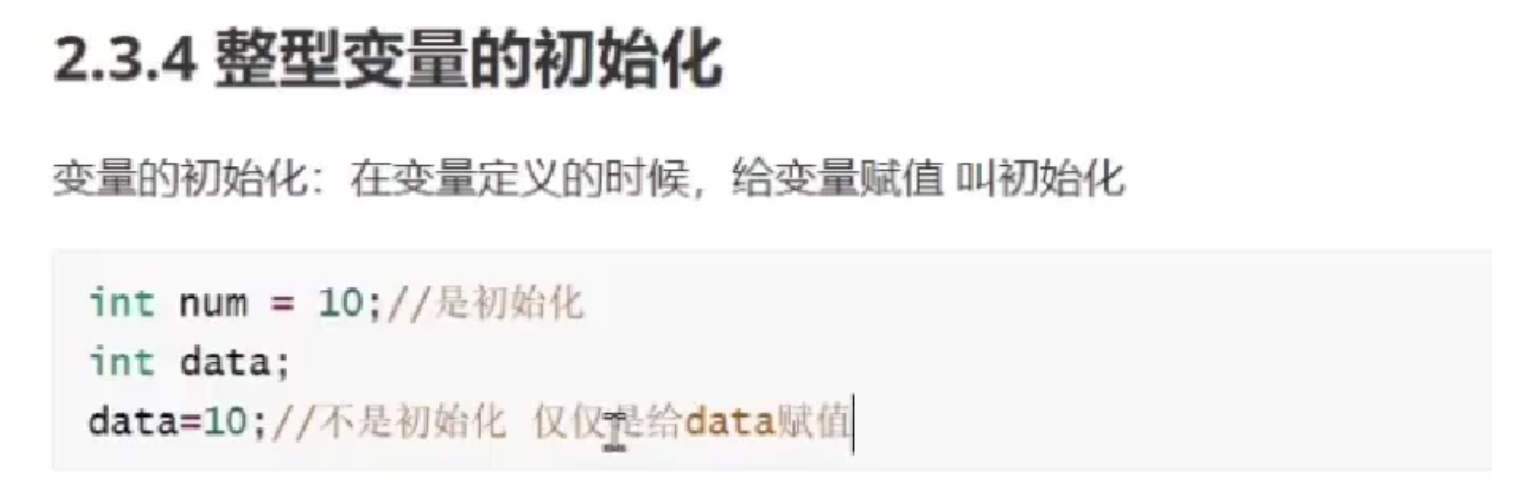 2.3.4 整型变量的初始化
变量的初始化：在变量定义的时候，给变量赋值 叫初始化
int num = 10;//是初始化
int data;
data=10;//不是初始化 仅仅是给data赋值